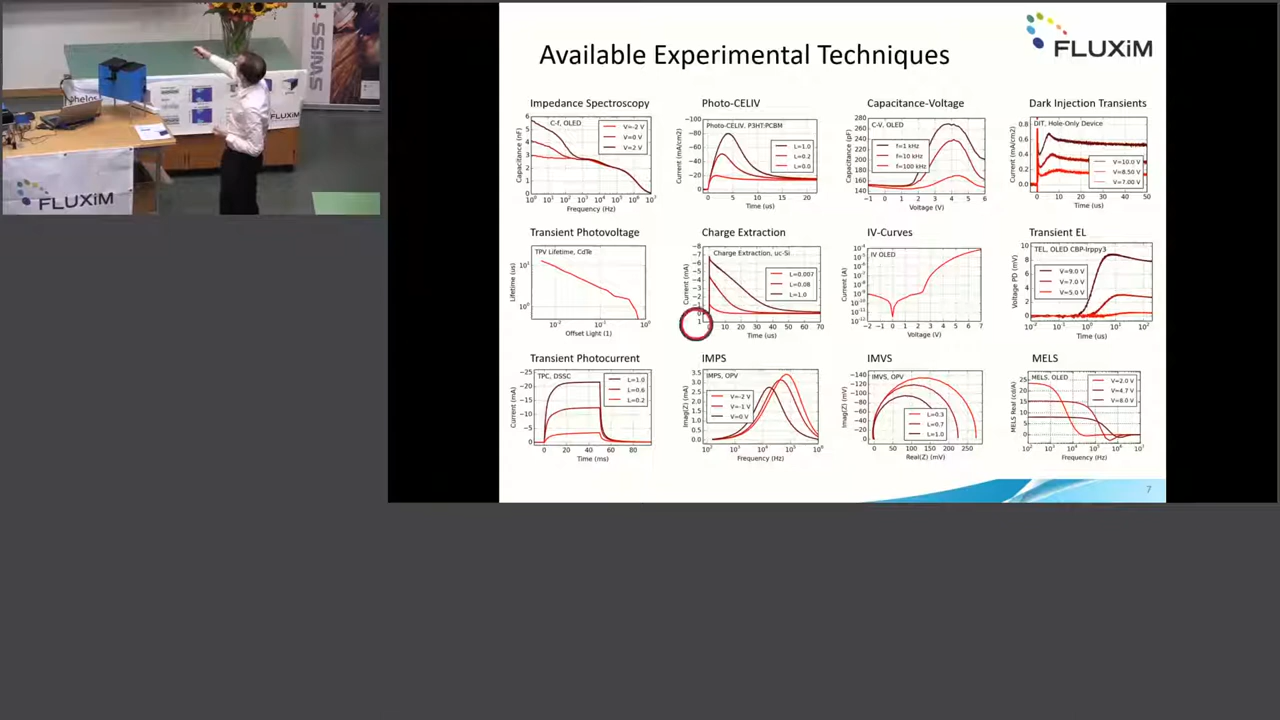 Available Experimental Techniques
FLUXiM
SWISS
phelos
FLUXiM
FLUXiM
Impedance Spectroscopy
C-f, OLED
V=-2 V
V=0 V
V=2 V
Capacitance (nF)
Frequency (Hz)
Photo-CELIV
Photo-CELIV, P3HT:PCBM
L=1.0
L=0.2
L=0.0
Current (mA/cm2)
Time (us)
Capacitance-Voltage
C-V, OLED
f=1 kHz
f=10 kHz
f=100 kHz
Capacitance (pF)
Voltage (V)
Dark Injection Transients
DIT, Hole-Only Device
V=10.0 V
V=8.50 V
V=7.00 V
Current (mA/cm2)
Time (us)
Transient Photovoltage
TPV Lifetime, CdTe
Lifetime (us)
Offset Light (1)
Charge Extraction
Charge Extraction, uc-Si
L=0.007
L=0.08
L=1.0
Current (mA)
Time (us)
IV-Curves
IV OLED
Current (A)
Voltage (V)
Transient EL
TEL, OLED CBP-Irppy3
V=9.0 V
V=7.0 V
V=5.0 V
Voltage PD (mV)
Time (us)
Transient Photocurrent
TPC, DSSC
L=1.0
L=0.6
L=0.2
Current (mA)
Time (ms)
IMPS
IMPS, OPV
V=-2 V
V=-1 V
V=0 V
Imag(Z) (mA)
Frequency (Hz)
IMVS
IMVS, OPV
L=0.3
L=0.7
L=1.0
Imag(Z) (mV)
Real(Z) (mV)
MELS
MELS, OLED
V=2.0 V
V=4.7 V
V=8.0 V
MELS Real (cd/A)
Frequency (Hz)
7